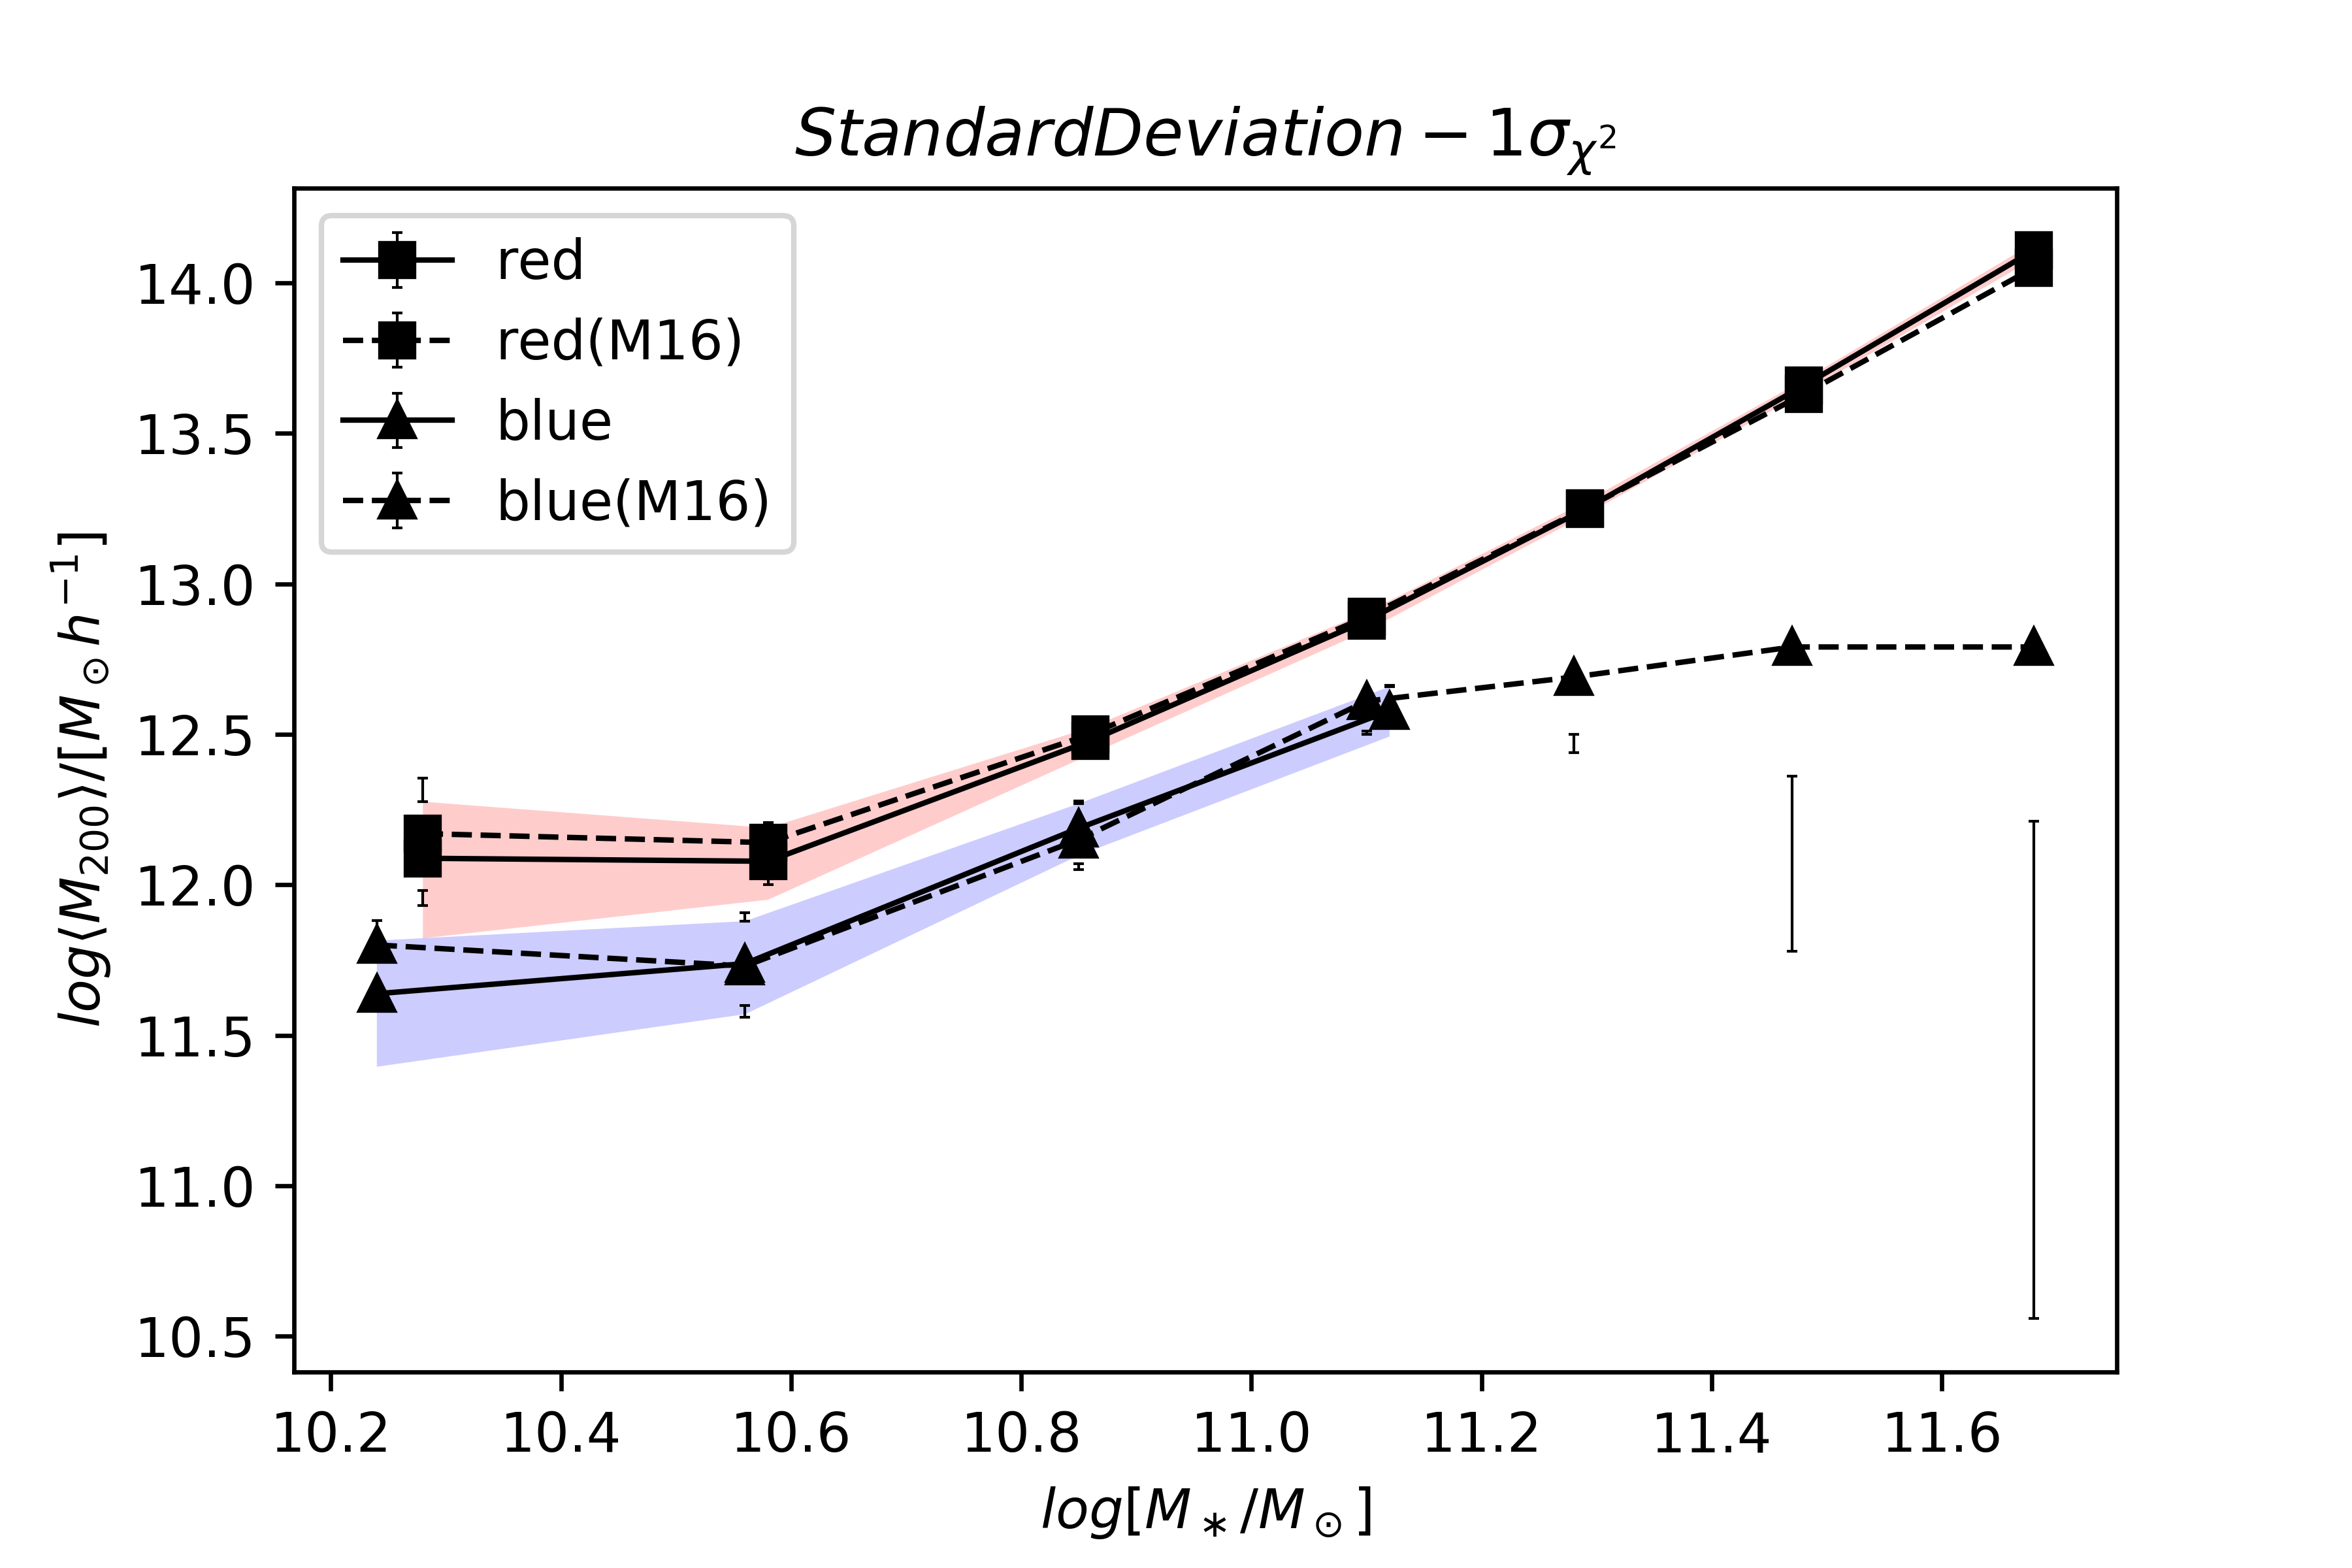 StandardDeviation − 1σ_χ²
red
red(M16)
blue
blue(M16)
14.0
13.5
13.0
12.5
12.0
11.5
11.0
10.5
log⟨M₂₀₀⟩/[M⊙h⁻¹]
10.2 10.4 10.6 10.8 11.0 11.2 11.4 11.6
log[M∗/M⊙]